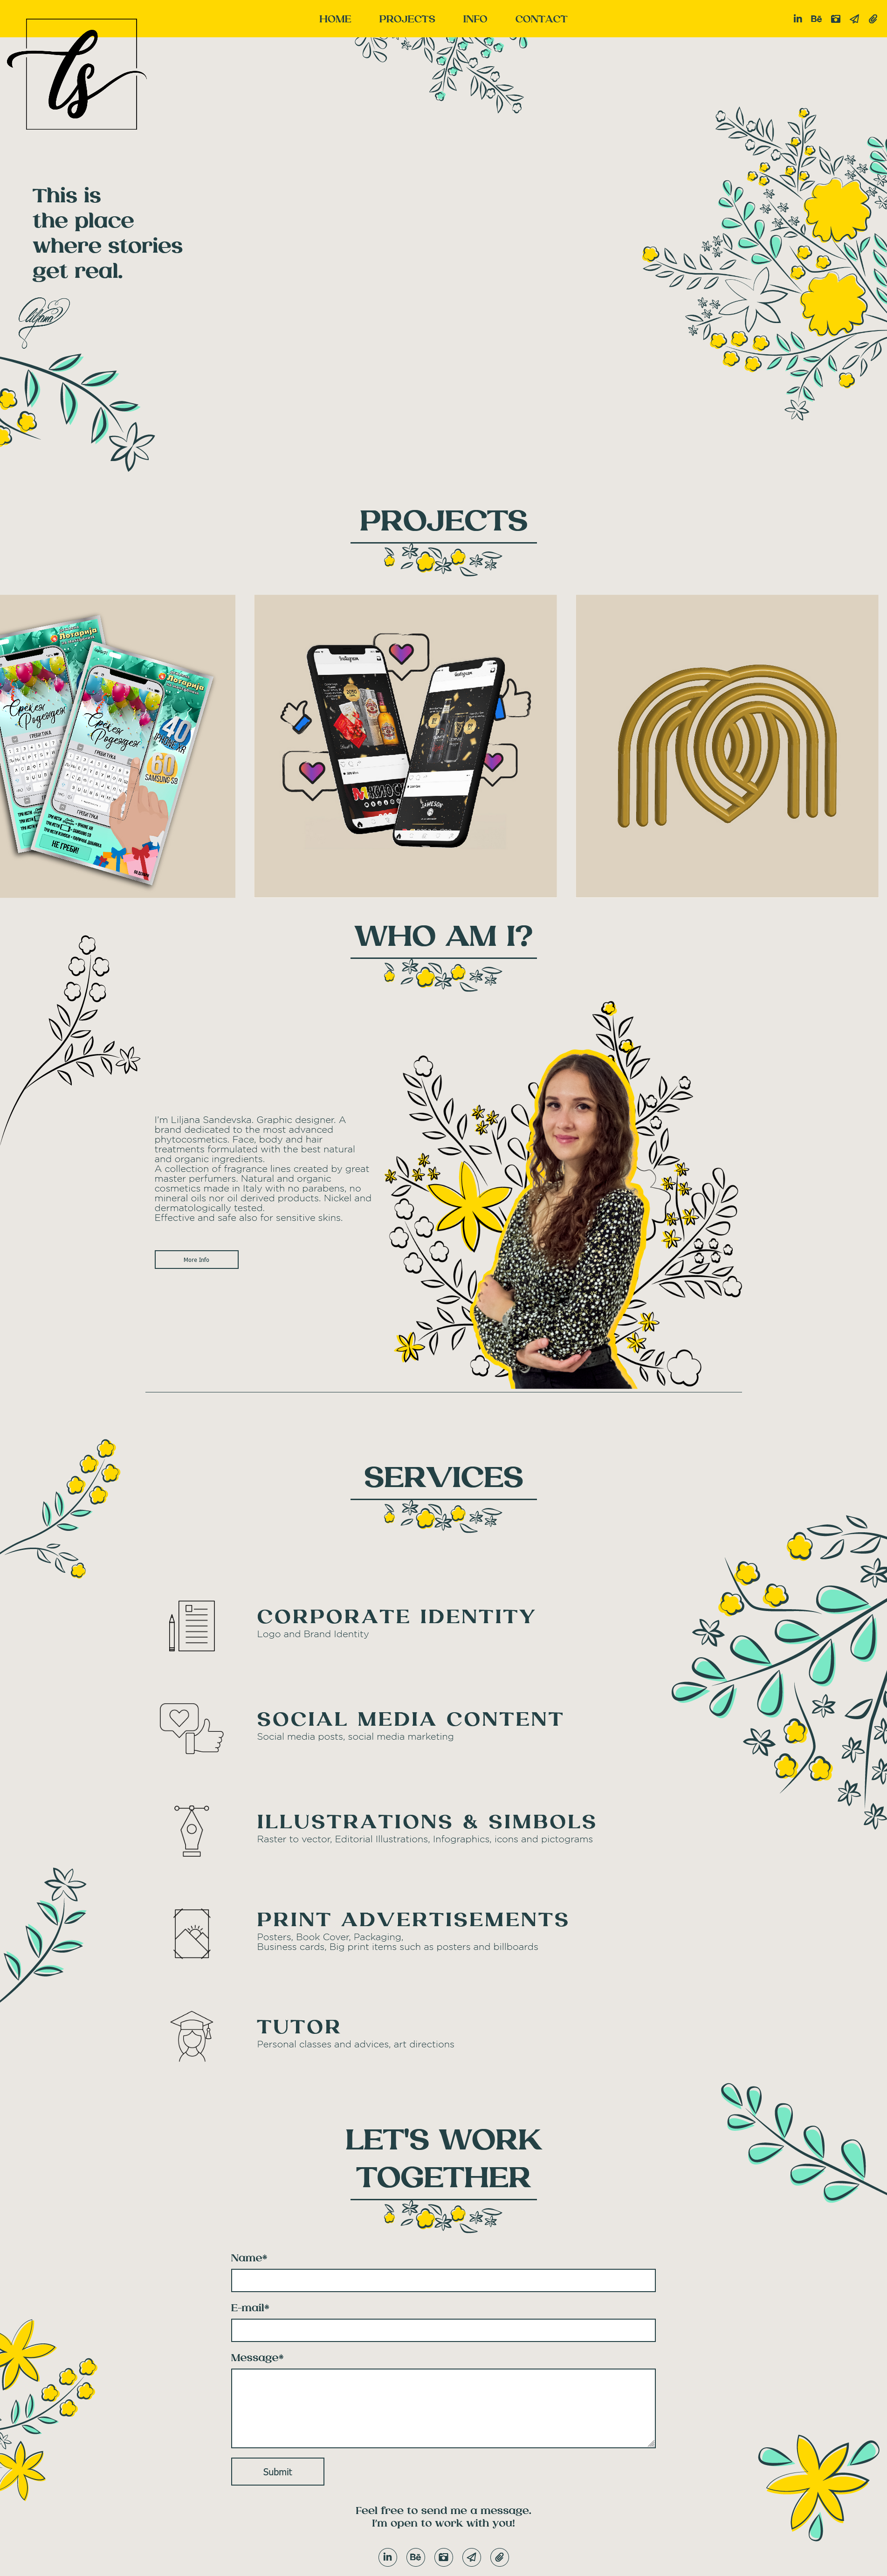 HOME PROJECTS INFO CONTACT
in Bē
ls
This is
the place
where stories
get real.
Liljana
PROJECTS
Лотарија
Среќен
Роденден
ГРЕБИ ТУКА
40
IPHONE XR
60
SAMSUNG S9
НЕ ГРЕБИ!
Instagram
Instagram
JAMESON
WHO AM I?
I'm Liljana Sandevska. Graphic designer. A
brand dedicated to the most advanced
phytocosmetics. Face, body and hair
treatments formulated with the best natural
and organic ingredients.
A collection of fragrance lines created by great
master perfumers. Natural and organic
cosmetics made in Italy with no parabens, no
mineral oils nor oil derived products. Nickel and
dermatologically tested.
Effective and safe also for sensitive skins.
More Info
SERVICES
CORPORATE IDENTITY
Logo and Brand Identity
SOCIAL MEDIA CONTENT
Social media posts, social media marketing
ILLUSTRATIONS & SIMBOLS
Raster to vector, Editorial Illustrations, Infographics, icons and pictograms
PRINT ADVERTISEMENTS
Posters, Book Cover, Packaging,
Business cards, Big print items such as posters and billboards
TUTOR
Personal classes and advices, art directions
LET'S WORK
TOGETHER
Name*
E-mail*
Message*
Submit
Feel free to send me a message.
I'm open to work with you!
in Bē